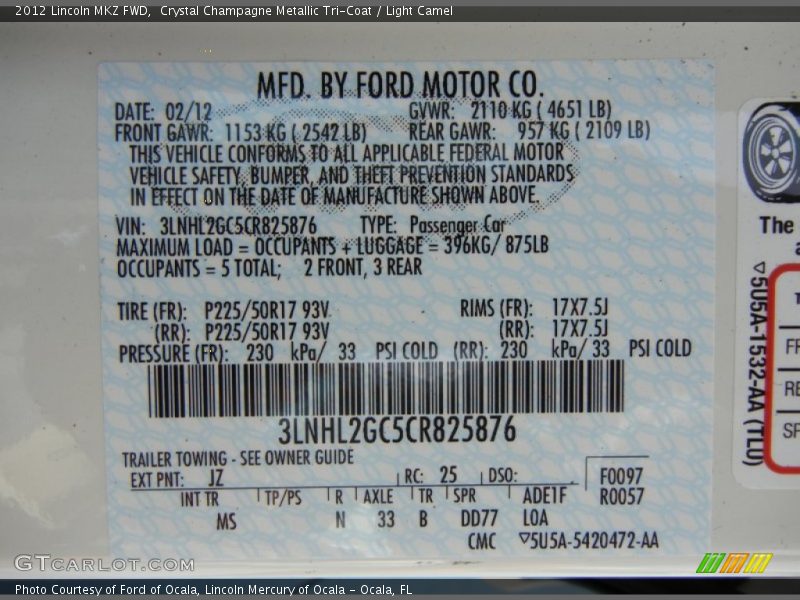 2012 Lincoln MKZ FWD,  Crystal Champagne Metallic Tri-Coat / Light Camel
MFD. BY FORD MOTOR CO.
DATE: 02/12 GVWR: 2110 KG ( 4651 LB)
FRONT GAWR: 1153 KG ( 2542 LB) REAR GAWR: 957 KG ( 2109 LB)
THIS VEHICLE CONFORMS TO ALL APPLICABLE FEDERAL MOTOR
VEHICLE SAFETY, BUMPER, AND THEFT PREVENTION STANDARDS
IN EFFECT ON THE DATE OF MANUFACTURE SHOWN ABOVE.
VIN: 3LNHL2GC5CR825876 TYPE: Passenger Car
MAXIMUM LOAD = OCCUPANTS + LUGGAGE = 396KG/ 875LB
OCCUPANTS = 5 TOTAL; 2 FRONT, 3 REAR
TIRE (FR): P225/50R17 93V RIMS (FR): 17X7.5J
(RR): P225/50R17 93V (RR): 17X7.5J
PRESSURE (FR): 230 kPa/ 33 PSI COLD (RR): 230 kPa/ 33 PSI COLD
3LNHL2GC5CR825876
TRAILER TOWING - SEE OWNER GUIDE
EXT PNT: JZ RC: 25 DSO: F0097
INT TR TP/PS R AXLE TR SPR ADE1F R0057
MS N 33 B DD77 LOA
CMC ▽5U5A-5420472-AA
The
▽5U5A-1532-AA (TL0)
GTCARLOT.COM
Photo Courtesy of Ford of Ocala, Lincoln Mercury of Ocala - Ocala, FL